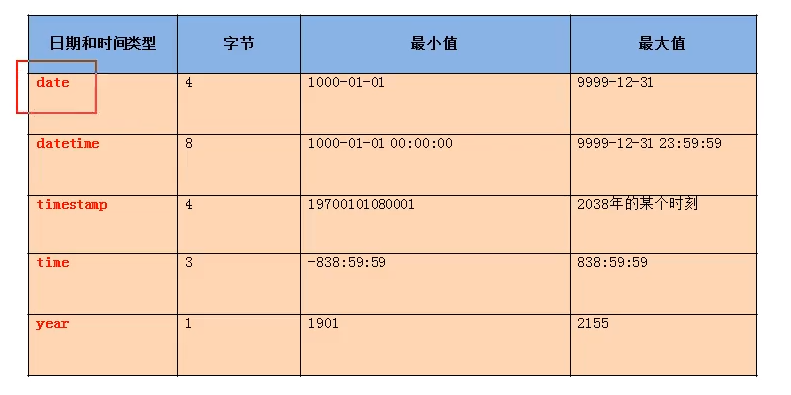 日期和时间类型 字节 最小值 最大值
date 4 1000-01-01 9999-12-31
datetime 8 1000-01-01 00:00:00 9999-12-31 23:59:59
timestamp 4 19700101080001 2038年的某个时刻
time 3 -838:59:59 838:59:59
year 1 1901 2155